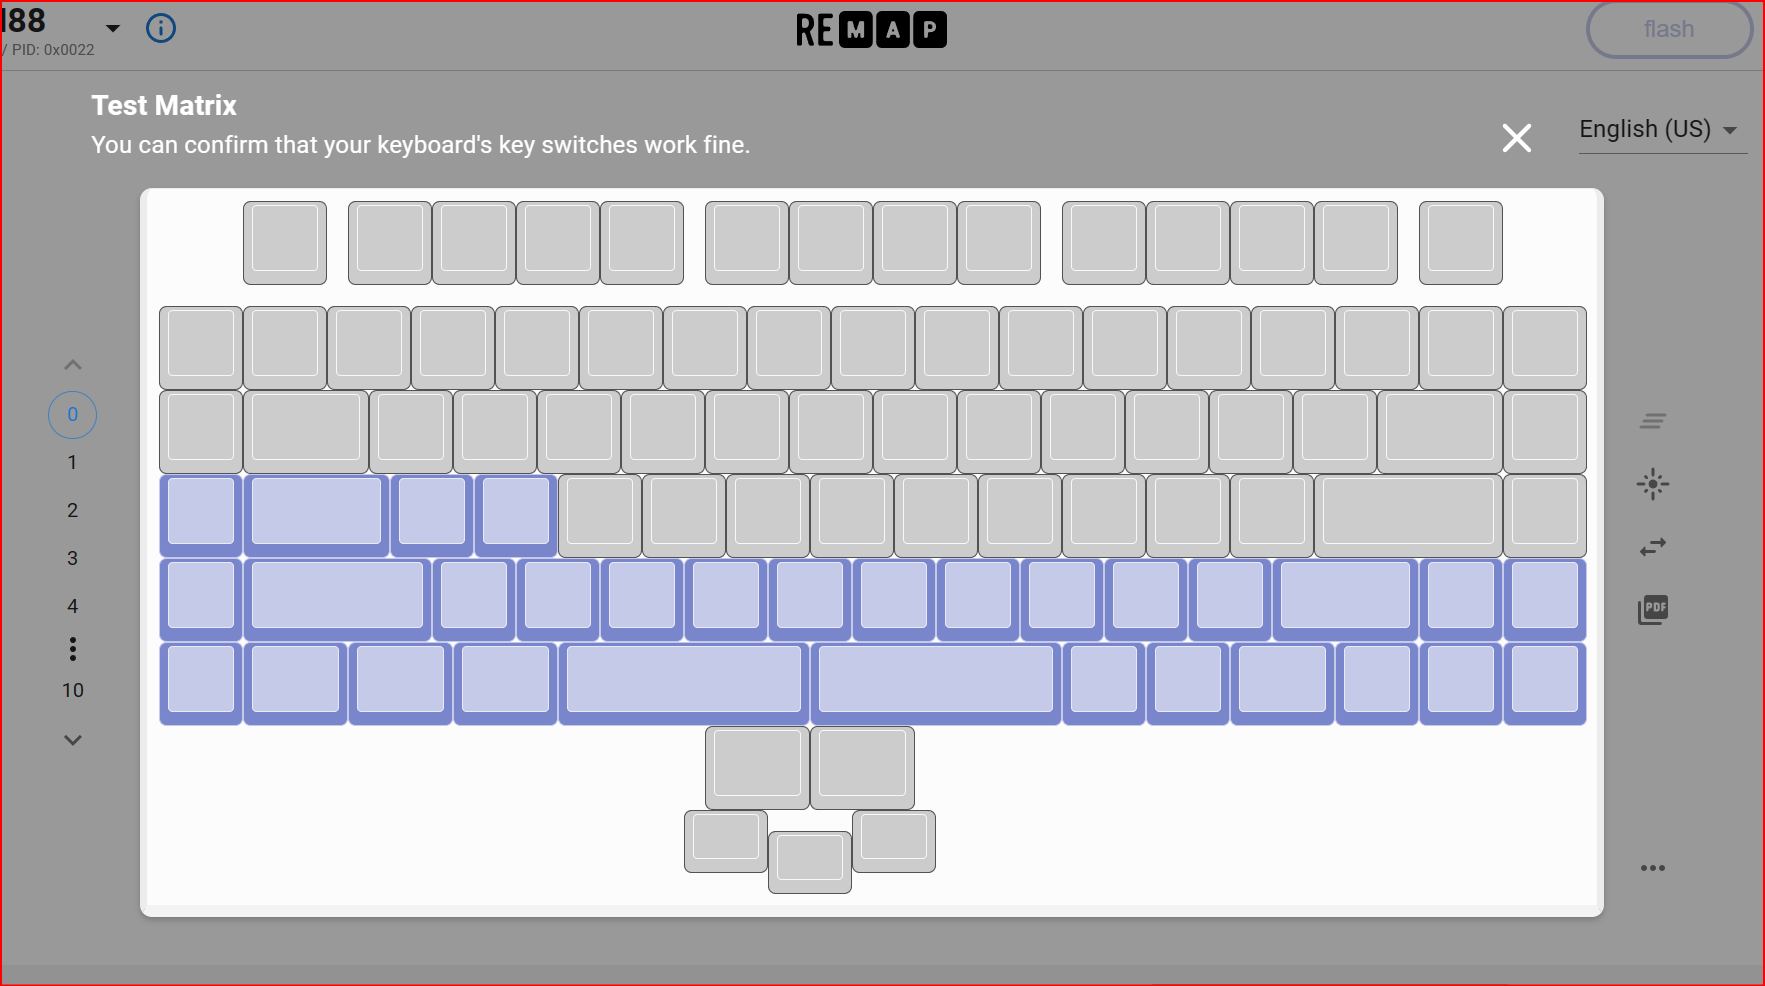 188
/ PID: 0x0022
REMAP
flash
Test Matrix
You can confirm that your keyboard's key switches work fine.
English (US)
0
1
2
3
4
10
PDF